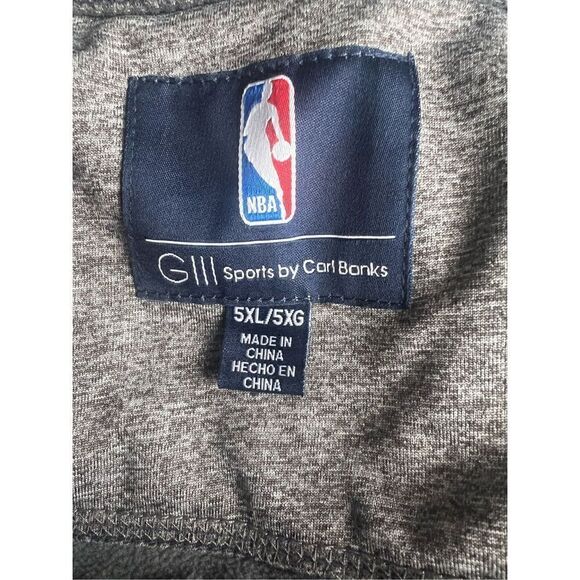 NBA
GIII Sports by Carl Banks
5XL/5XG
MADE IN
CHINA
HECHO EN
CHINA